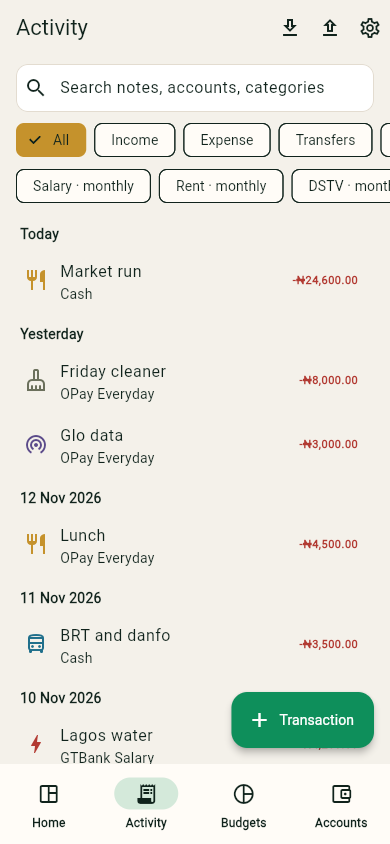 Activity
Search notes, accounts, categories
All
Income
Expense
Transfers
Salary · monthly
Rent · monthly
DSTV ·
Today
Market run
-₦24,600.00
Cash
Yesterday
Friday cleaner
-₦8,000.00
OPay Everyday
Glo data
-₦3,000.00
OPay Everyday
12 Nov 2026
Lunch
-₦4,500.00
OPay Everyday
11 Nov 2026
BRT and danfo
-₦3,500.00
Cash
10 Nov 2026
Lagos water
GTBank Salary
Transaction
Home
Activity
Budgets
Accounts